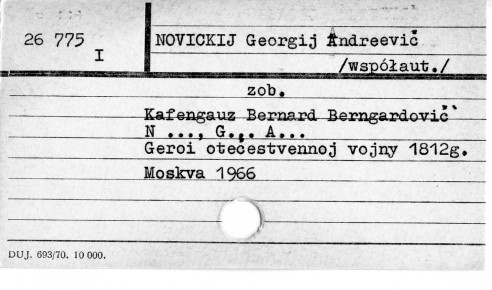 26 775
I
NOVICKIJ Georgij Andreevič
/współaut./
zob.
Kafengauz Bernard Berngardovič
N ..., G... A...
Geroi otečestvennoj vojny 1812g.
Moskva 1966
DUJ. 693/70. 10 000.